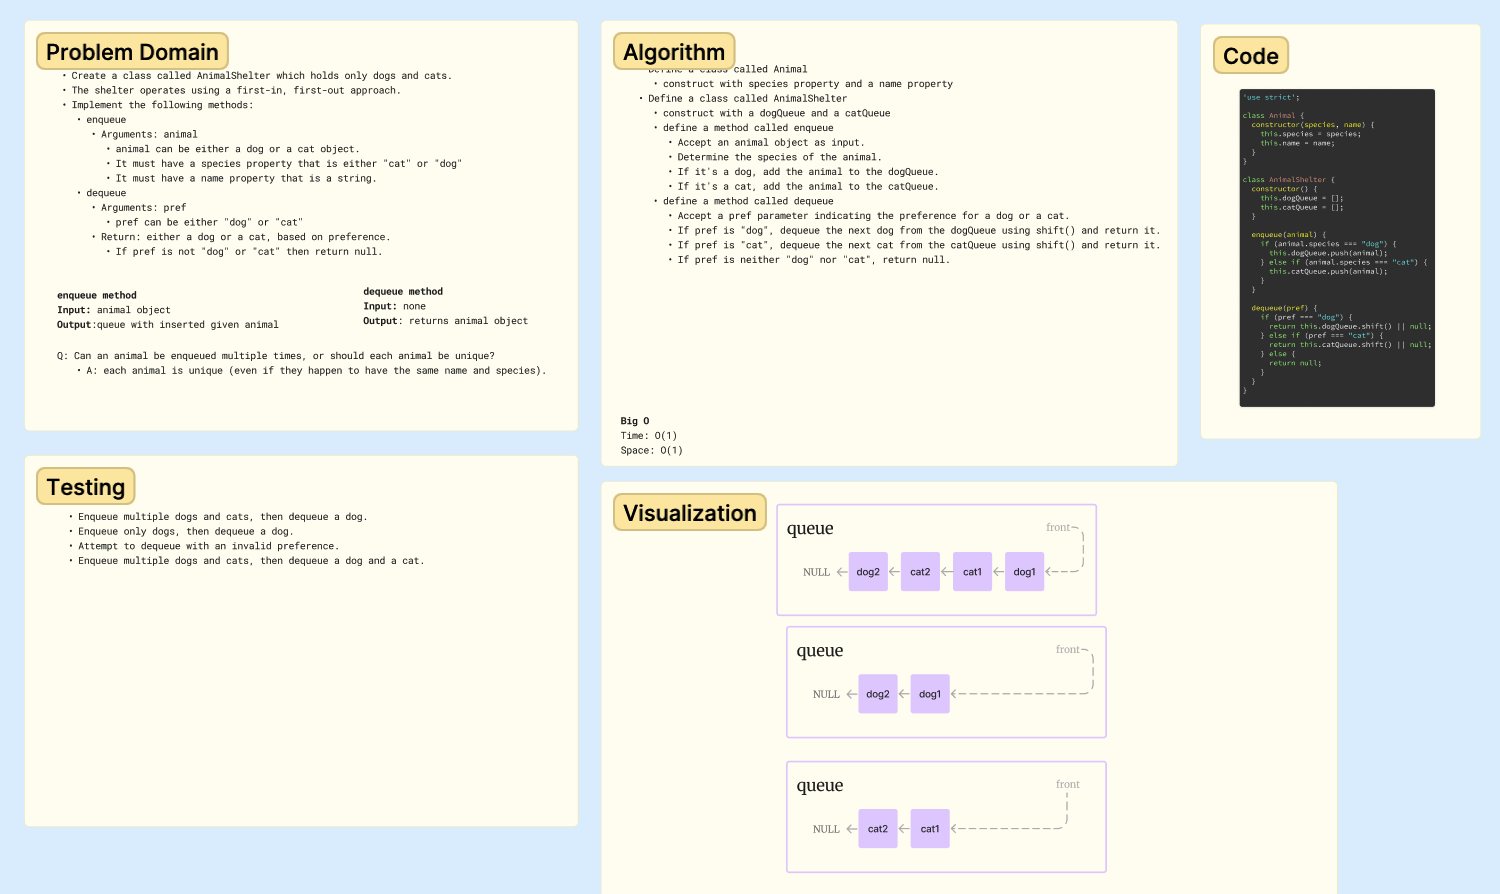 Problem Domain
• Create a class called AnimalShelter which holds only dogs and cats.
• The shelter operates using a first-in, first-out approach.
• Implement the following methods:
• enqueue
• Arguments: animal
• animal can be either a dog or a cat object.
• It must have a species property that is either "cat" or "dog"
• It must have a name property that is a string.
• dequeue
• Arguments: pref
• pref can be either "dog" or "cat"
• Return: either a dog or a cat, based on preference.
• If pref is not "dog" or "cat" then return null.
enqueue method
Input: animal object
Output:queue with inserted given animal
dequeue method
Input: none
Output: returns animal object
Q: Can an animal be enqueued multiple times, or should each animal be unique?
• A: each animal is unique (even if they happen to have the same name and species).
Testing
• Enqueue multiple dogs and cats, then dequeue a dog.
• Enqueue only dogs, then dequeue a dog.
• Attempt to dequeue with an invalid preference.
• Enqueue multiple dogs and cats, then dequeue a dog and a cat.
Algorithm
Define a class called Animal
• construct with species property and a name property
• Define a class called AnimalShelter
• construct with a dogQueue and a catQueue
• define a method called enqueue
• Accept an animal object as input.
• Determine the species of the animal.
• If it's a dog, add the animal to the dogQueue.
• If it's a cat, add the animal to the catQueue.
• define a method called dequeue
• Accept a pref parameter indicating the preference for a dog or a cat.
• If pref is "dog", dequeue the next dog from the dogQueue using shift() and return it.
• If pref is "cat", dequeue the next cat from the catQueue using shift() and return it.
• If pref is neither "dog" nor "cat", return null.
Big O
Time: O(1)
Space: O(1)
Code
'use strict';
class Animal {
constructor(species, name) {
this.species = species;
this.name = name;
}
}
class AnimalShelter {
constructor() {
this.dogQueue = [];
this.catQueue = [];
}
enqueue(animal) {
if (animal.species === "dog") {
this.dogQueue.push(animal);
} else if (animal.species === "cat") {
this.catQueue.push(animal);
}
}
dequeue(pref) {
if (pref === "dog") {
return this.dogQueue.shift() || null;
} else if (pref === "cat") {
return this.catQueue.shift() || null;
} else {
return null;
}
}
}
Visualization
queue
front
NULL dog2 cat2 cat1 dog1
queue
front
NULL dog2 dog1
queue
front
NULL cat2 cat1